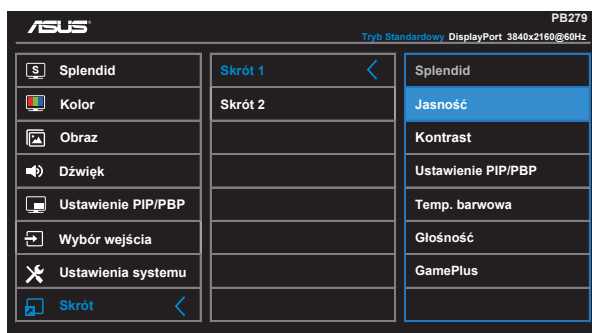 ASUS
PB279
Tryb Standardowy DisplayPort 3840x2160@60Hz
S Splendid
Kolor
Obraz
Dźwięk
Ustawienie PIP/PBP
Wybór wejścia
Ustawienia systemu
Skrót
Skrót 1
Skrót 2
Splendid
Jasność
Kontrast
Ustawienie PIP/PBP
Temp. barwowa
Głośność
GamePlus